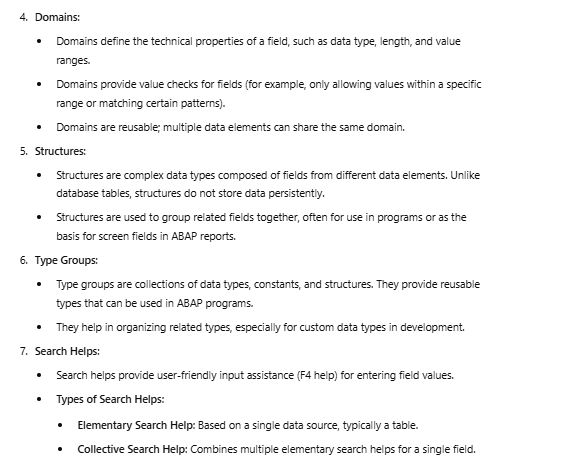 4. Domains:
• Domains define the technical properties of a field, such as data type, length, and value
ranges.
• Domains provide value checks for fields (for example, only allowing values within a specific
range or matching certain patterns).
• Domains are reusable; multiple data elements can share the same domain.
5. Structures:
• Structures are complex data types composed of fields from different data elements. Unlike
database tables, structures do not store data persistently.
• Structures are used to group related fields together, often for use in programs or as the
basis for screen fields in ABAP reports.
6. Type Groups:
• Type groups are collections of data types, constants, and structures. They provide reusable
types that can be used in ABAP programs.
• They help in organizing related types, especially for custom data types in development.
7. Search Helps:
• Search helps provide user-friendly input assistance (F4 help) for entering field values.
• Types of Search Helps:
• Elementary Search Help: Based on a single data source, typically a table.
• Collective Search Help: Combines multiple elementary search helps for a single field.